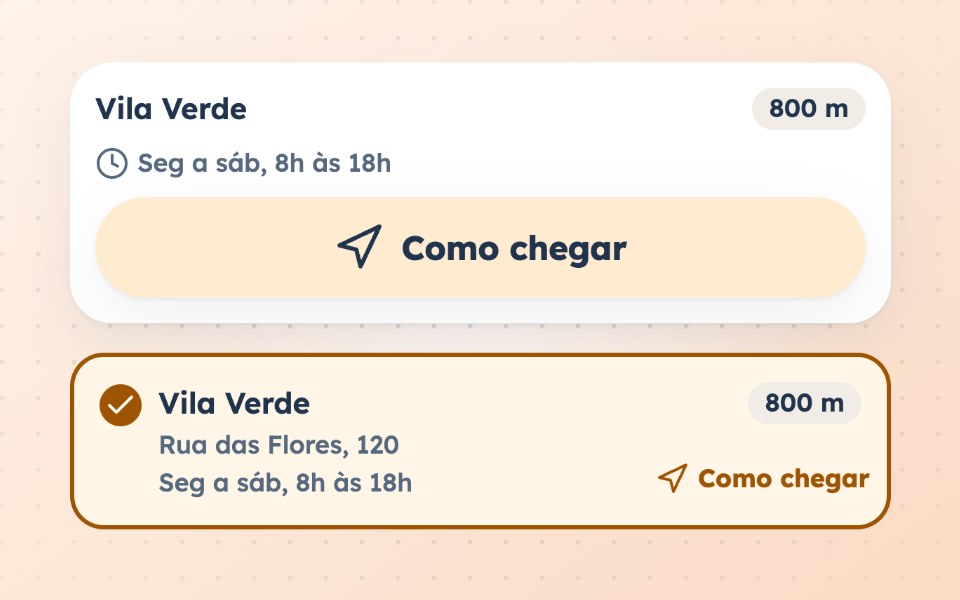 Vila Verde
800 m
Seg a sáb, 8h às 18h
Como chegar
Vila Verde
800 m
Rua das Flores, 120
Seg a sáb, 8h às 18h
Como chegar